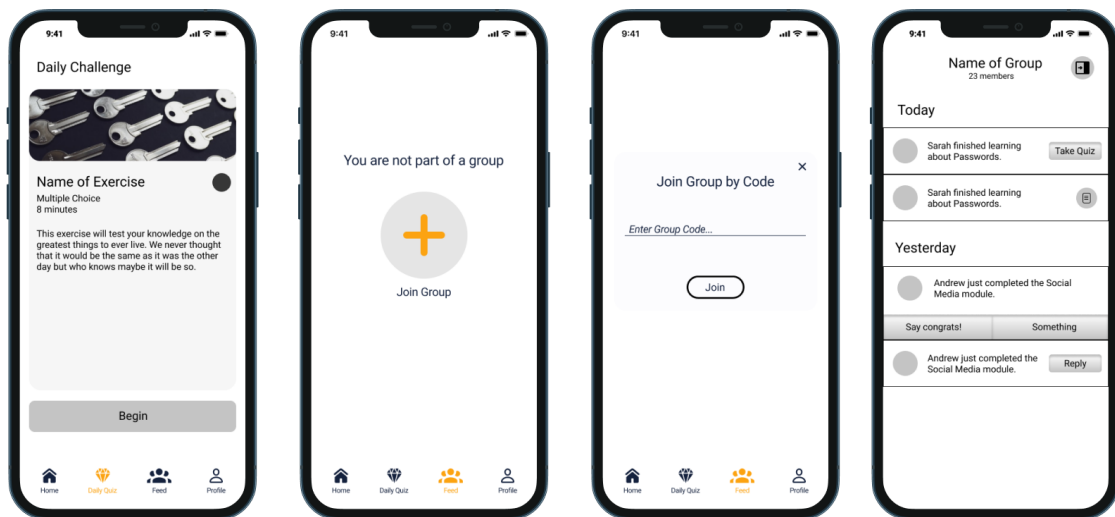 9:41
Daily Challenge
Name of Exercise
Multiple Choice
8 minutes
This exercise will test your knowledge on the
greatest things to ever live. We never thought
that it would be the same as it was the other
day but who knows maybe it will be so.
Begin
Home
Daily Quiz
Feed
Profile
9:41
You are not part of a group
Join Group
Home
Daily Quiz
Feed
Profile
9:41
Join Group by Code
Enter Group Code...
Join
Home
Daily Quiz
Feed
Profile
9:41
Name of Group
23 members
Today
Sarah finished learning
about Passwords.
Take Quiz
Sarah finished learning
about Passwords.
Yesterday
Andrew just completed the Social
Media module.
Say congrats!
Something
Andrew just completed the
Social Media module.
Reply